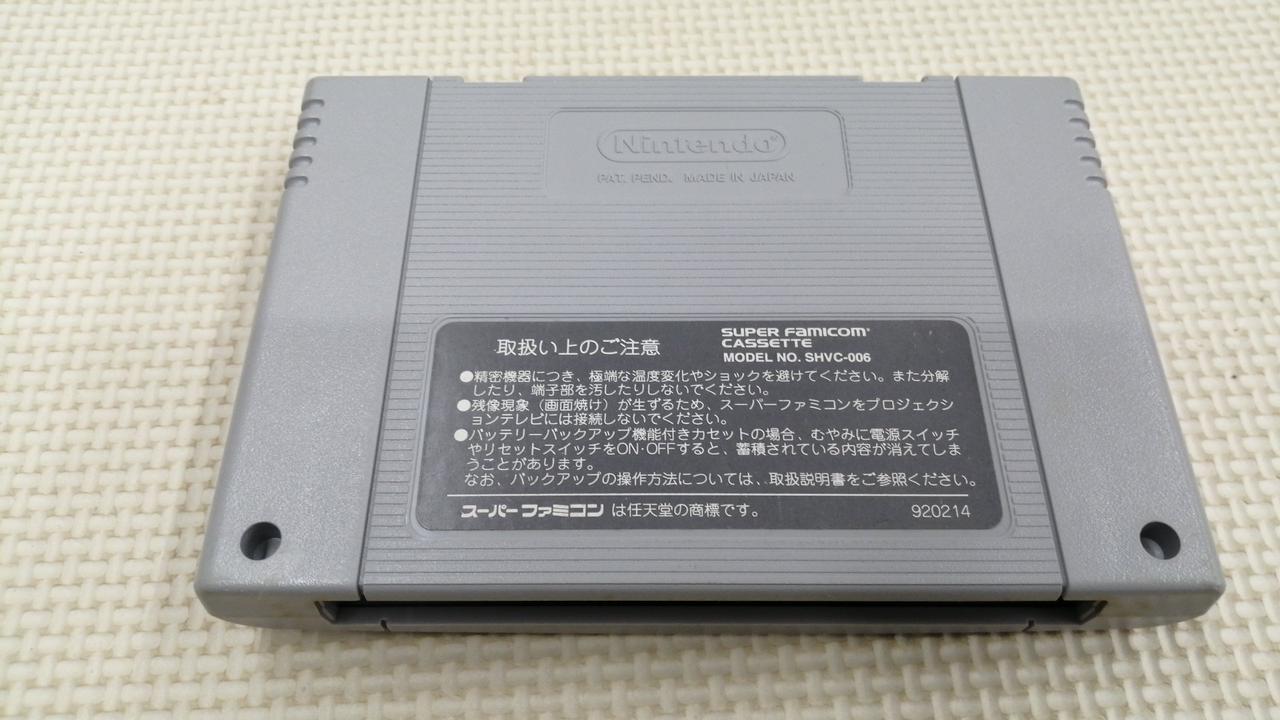 Nintendo®
PAT. PEND. MADE IN JAPAN
取扱い上のご注意
SUPER FAMICOM®
CASSETTE
MODEL NO. SHVC-006
●精密機器につき、極端な温度変化やショックを避けてください。また分解
したり、端子部を汚したりしないでください。
●残像現象（画面焼け）が生ずるため、スーパーファミコンをプロジェクシ
ョンテレビには接続しないでください。
●バッテリーバックアップ機能付きカセットの場合、むやみに電源スイッチ
やリセットスイッチをON·OFFすると、蓄積されている内容が消えてしま
うことがあります。
なお、バックアップの操作方法については、取扱説明書をご参照ください。
スーパーファミコン は任天堂の商標です。
920214